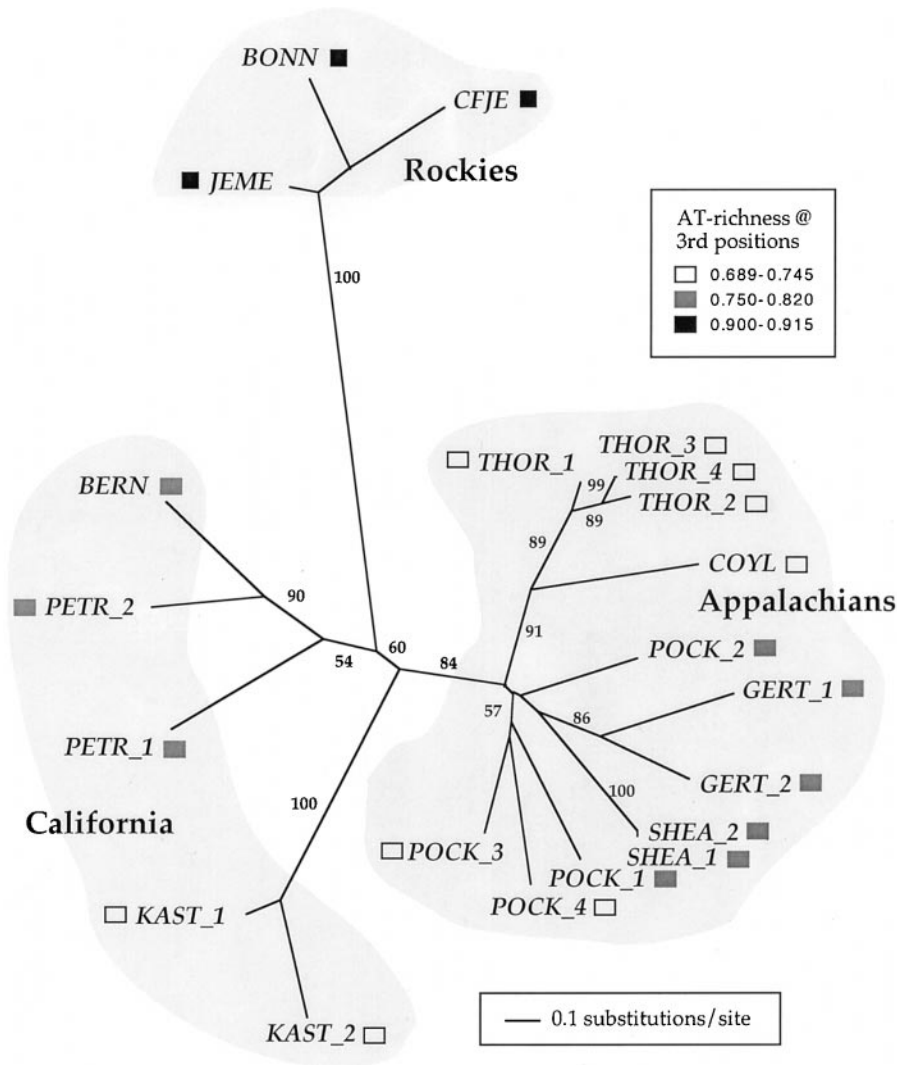 BONN
CFJE
JEME
Rockies
AT-richness @
3rd positions
0.689-0.745
0.750-0.820
0.900-0.915
100
THOR_1
THOR_3
THOR_4
THOR_2
99
89
89
BERN
COYL
Appalachians
PETR_2
90
91
54
60
84
POCK_2
GERT_1
57
86
PETR_1
GERT_2
100
100
California
SHEA_2
POCK_3
SHEA_1
POCK_1
POCK_4
KAST_1
KAST_2
0.1 substitutions/site